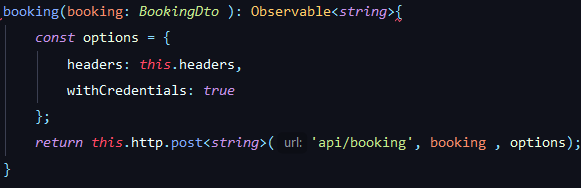 booking(booking: BookingDto ): Observable<string>{
const options = {
headers: this.headers,
withCredentials: true
};
return this.http.post<string>( url: 'api/booking', booking , options);
}